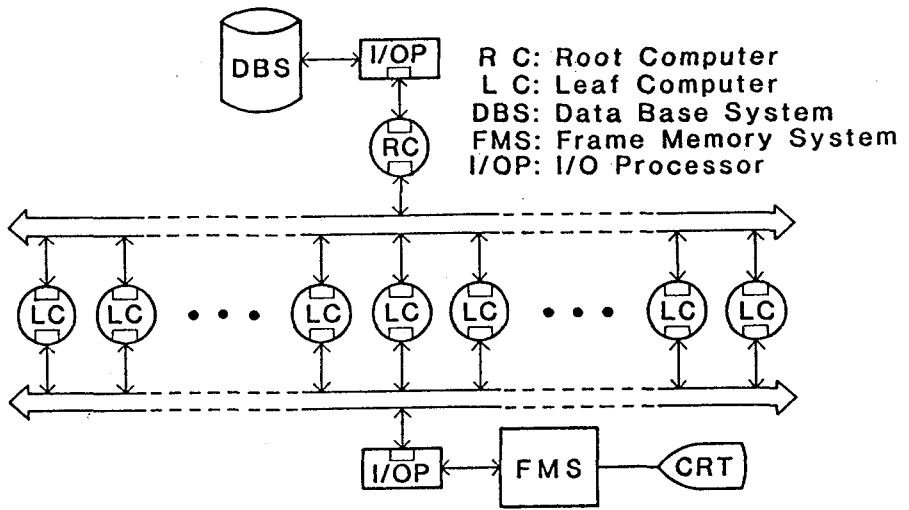 DBS
I/OP
R C: Root Computer
L C: Leaf Computer
DBS: Data Base System
FMS: Frame Memory System
I/OP: I/O Processor
RC
LC LC LC LC LC LC LC
I/OP
FMS
CRT